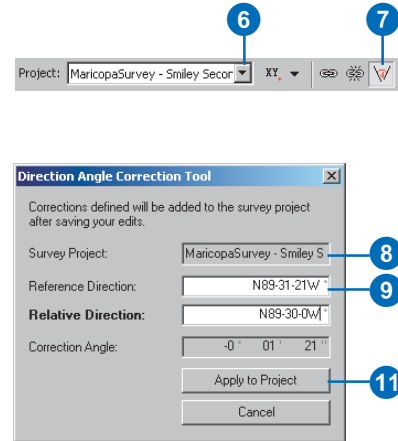 6 7
Project: MaricopaSurvey - Smiley Secor XY
Direction Angle Correction Tool
Corrections defined will be added to the survey project
after saving your edits.
Survey Project: MaricopaSurvey - Smiley S 8
Reference Direction: N89-31-21W ° 9
Relative Direction: N89-30-0W °
Correction Angle: -0 ° 01 ' 21 "
Apply to Project 11
Cancel